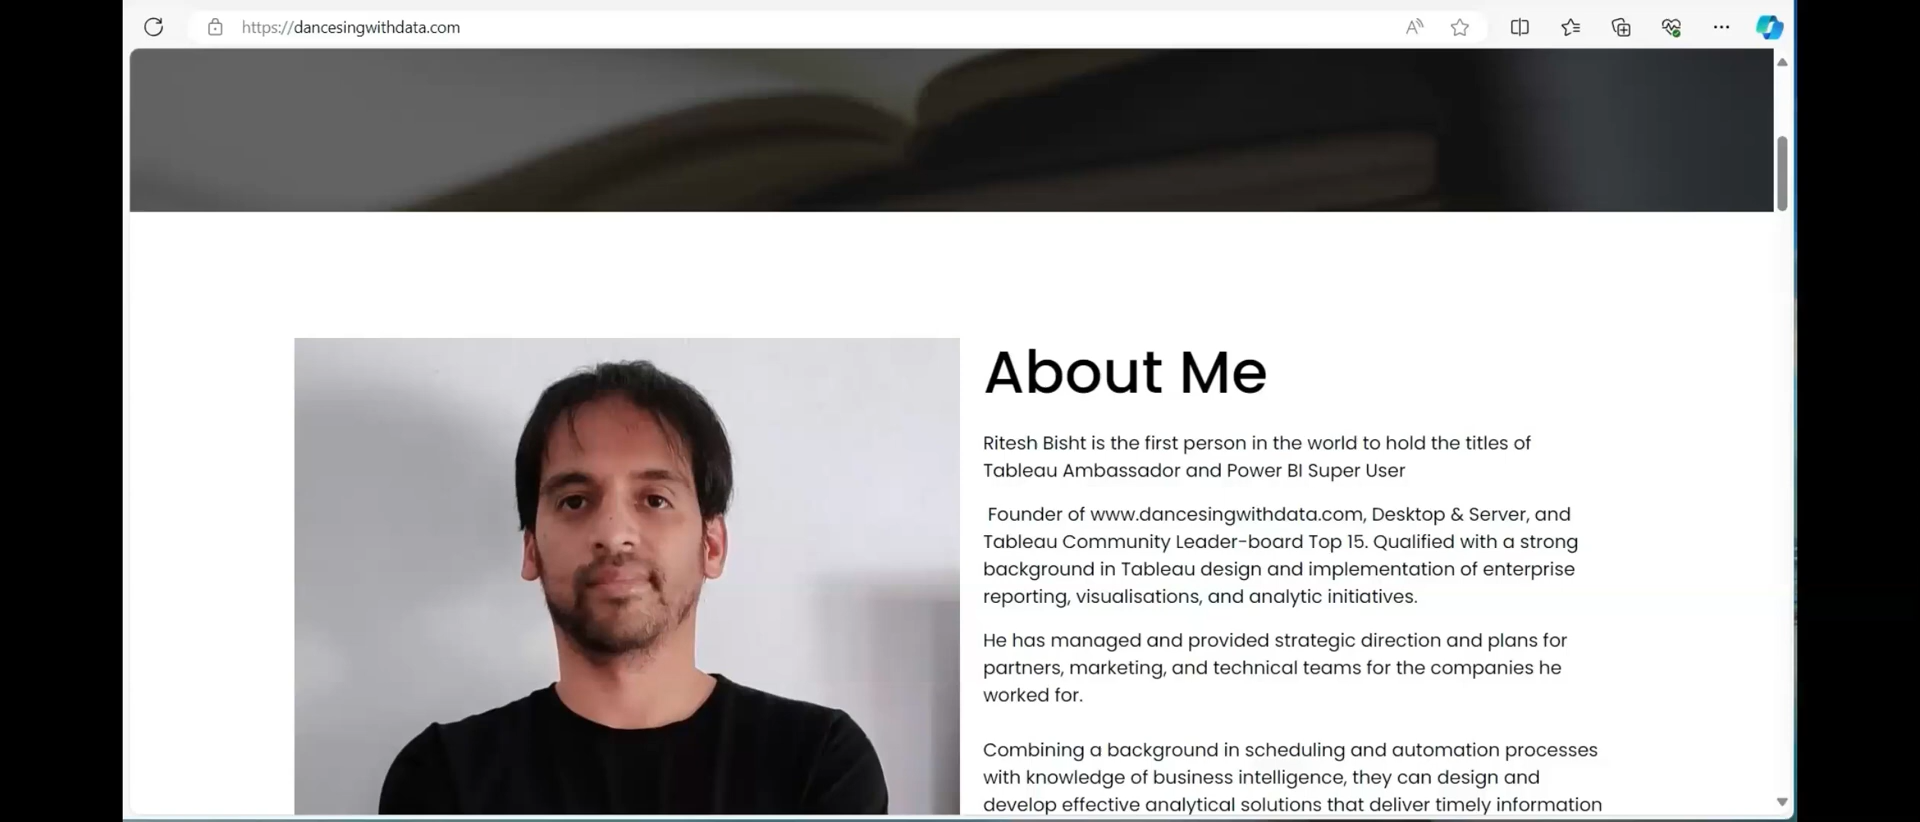 https://dancesingwithdata.com
About Me
Ritesh Bisht is the first person in the world to hold the titles of
Tableau Ambassador and Power BI Super User
Founder of www.dancesingwithdata.com, Desktop & Server, and
Tableau Community Leader-board Top 15. Qualified with a strong
background in Tableau design and implementation of enterprise
reporting, visualisations, and analytic initiatives.
He has managed and provided strategic direction and plans for
partners, marketing, and technical teams for the companies he
worked for.
Combining a background in scheduling and automation processes
with knowledge of business intelligence, they can design and
develop effective analytical solutions that deliver timely information